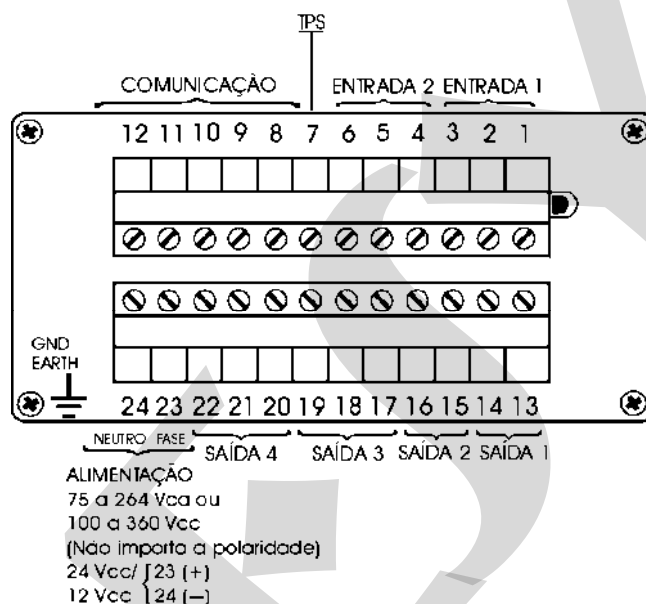 TPS
COMUNICAÇÃO ENTRADA 2 ENTRADA 1
12 11 10 9 8 7 6 5 4 3 2 1
GND
EARTH
24 23 22 21 20 19 18 17 16 15 14 13
NEUTRO FASE SAÍDA 4 SAÍDA 3 SAÍDA 2 SAÍDA 1
ALIMENTAÇÃO
75 a 264 Vca ou
100 a 360 Vcc
(Não importa a polaridade)
24 Vcc/ { 23 (+)
12 Vcc 24 (—)